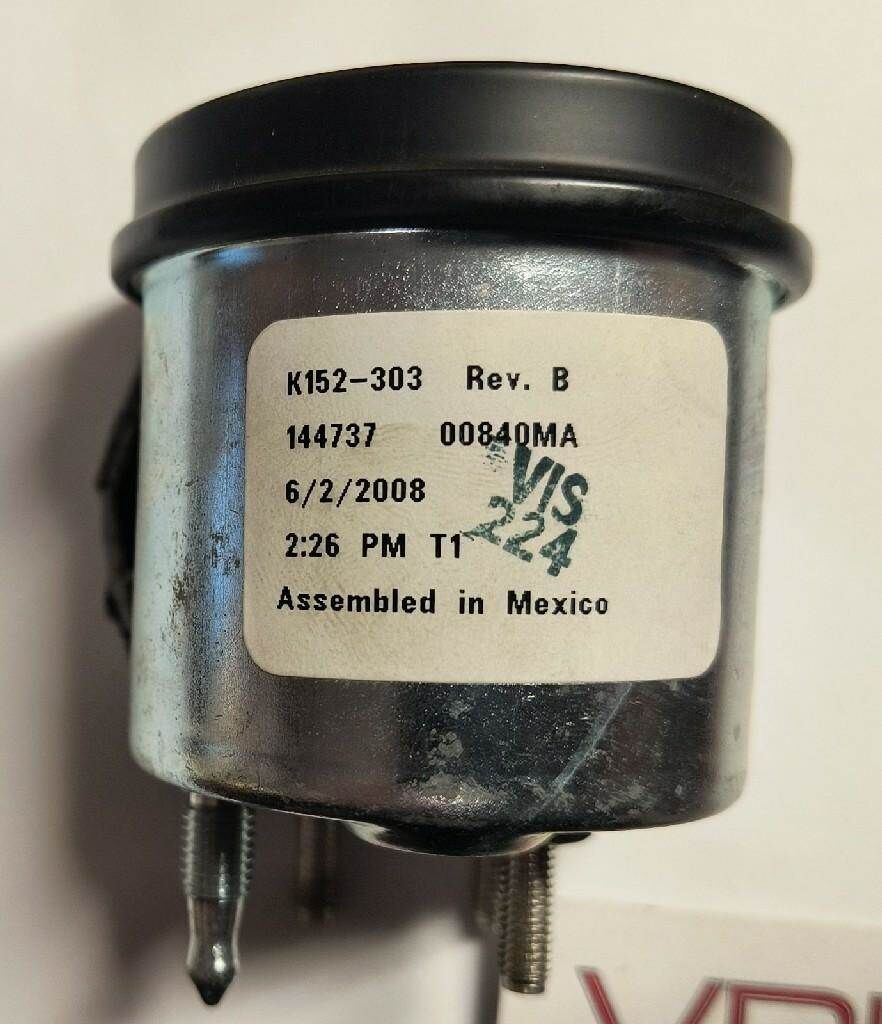 K152-303 Rev. B
144737 00840MA
6/2/2008
VIS
224
2:26 PM T1
Assembled in Mexico